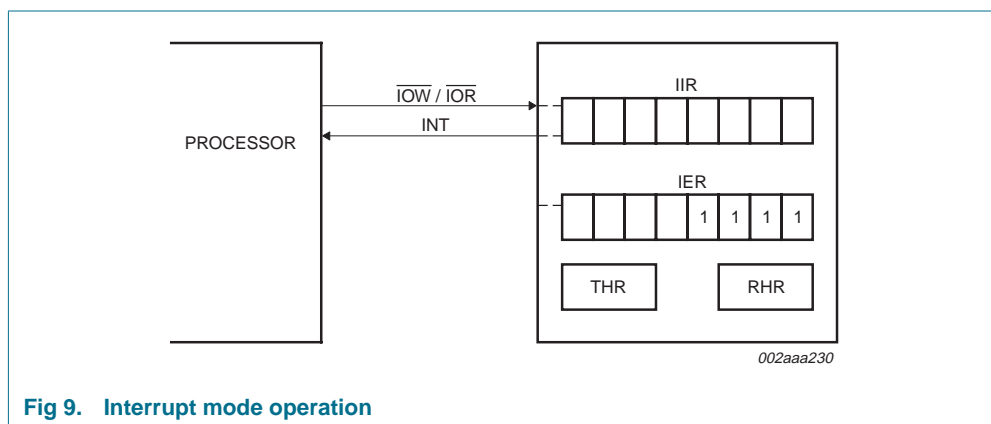 IOW / IOR
IIR
INT
PROCESSOR
IER
1 1 1 1
THR
RHR
002aaa230
Fig 9. Interrupt mode operation